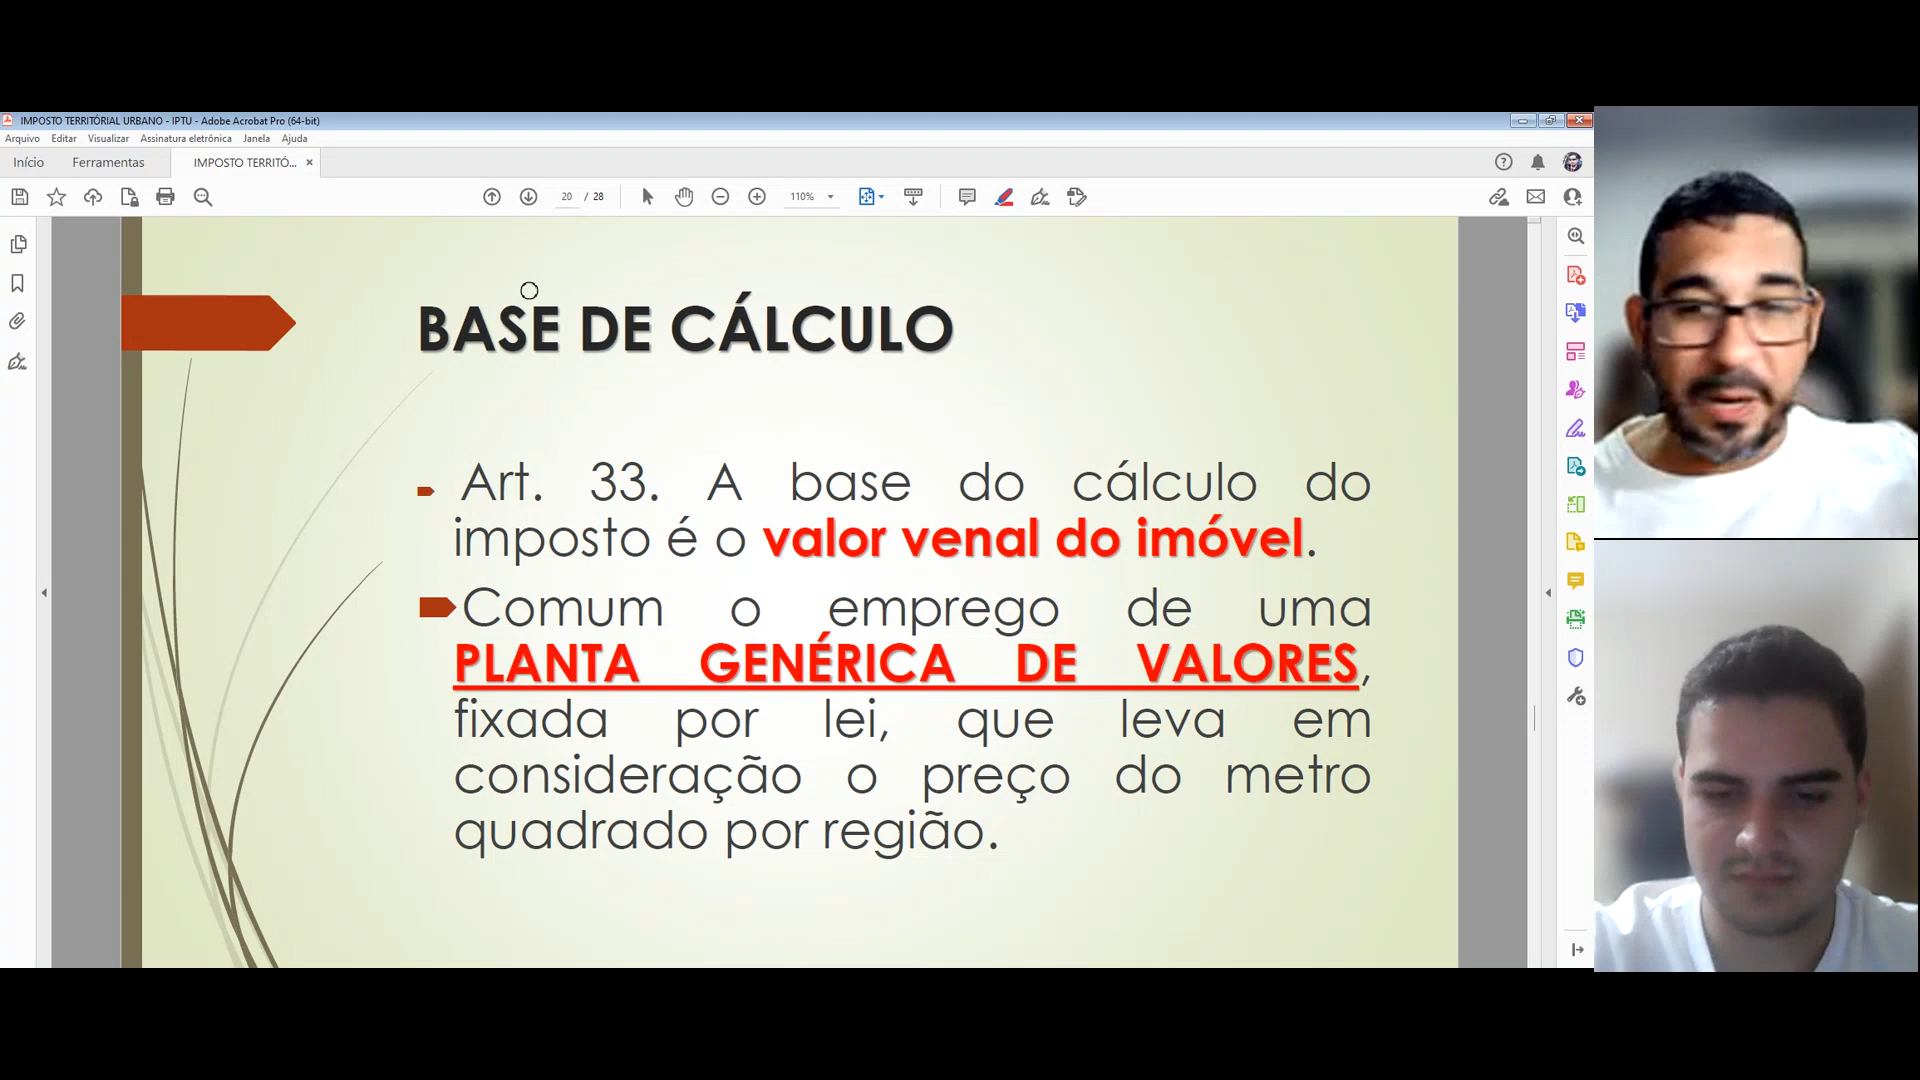 IMPOSTO TERRITÓRIAL URBANO - IPTU - Adobe Acrobat Pro (64-bit)
Arquivo Editar Visualizar Assinatura eletrônica Janela Ajuda
Início Ferramentas IMPOSTO TERRITÓ... ×
20 / 28 110%
BASE DE CÁLCULO
Art. 33. A base do cálculo do
imposto é o valor venal do imóvel.
Comum o emprego de uma
PLANTA GENÉRICA DE VALORES,
fixada por lei, que leva em
consideração o preço do metro
quadrado por região.